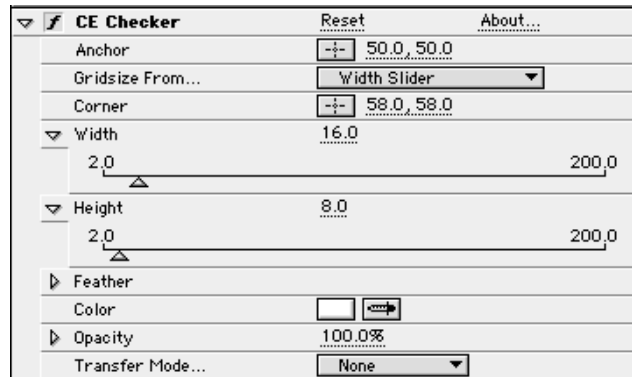 CE Checker Reset About...
Anchor 50.0, 50.0
Gridsize From... Width Slider
Corner 58.0, 58.0
Width 16.0
2.0 200.0
Height 8.0
2.0 200.0
Feather
Color
Opacity 100.0%
Transfer Mode... None